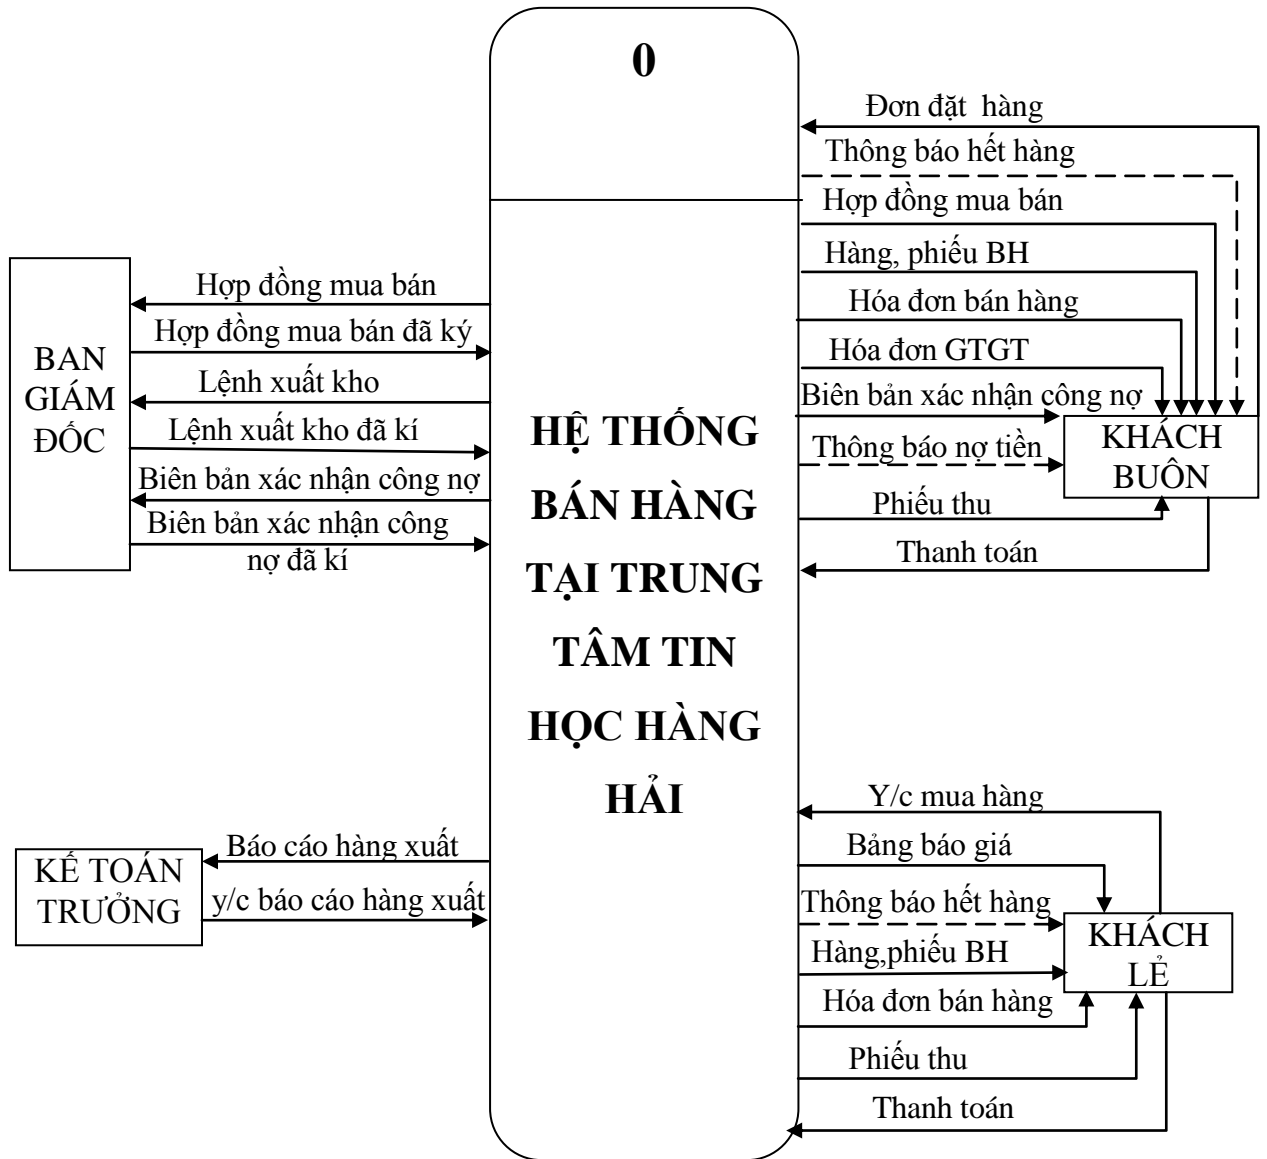 0
Đơn đặt hàng
Thông báo hết hàng
Hợp đồng mua bán
Hàng, phiếu BH
Hóa đơn bán hàng
Hóa đơn GTGT
Biên bản xác nhận công nợ
Thông báo nợ tiền
Phiếu thu
Thanh toán
KHÁCH
BUÔN
Hợp đồng mua bán
Hợp đồng mua bán đã ký
Lệnh xuất kho
Lệnh xuất kho đã kí
Biên bản xác nhận công nợ
Biên bản xác nhận công
nợ đã kí
BAN
GIÁM
ĐỐC
HỆ THỐNG
BÁN HÀNG
TẠI TRUNG
TÂM TIN
HỌC HÀNG
HẢI
Báo cáo hàng xuất
y/c báo cáo hàng xuất
KẾ TOÁN
TRƯỞNG
Y/c mua hàng
Bảng báo giá
Thông báo hết hàng
Hàng,phiếu BH
Hóa đơn bán hàng
Phiếu thu
Thanh toán
KHÁCH
LẺ